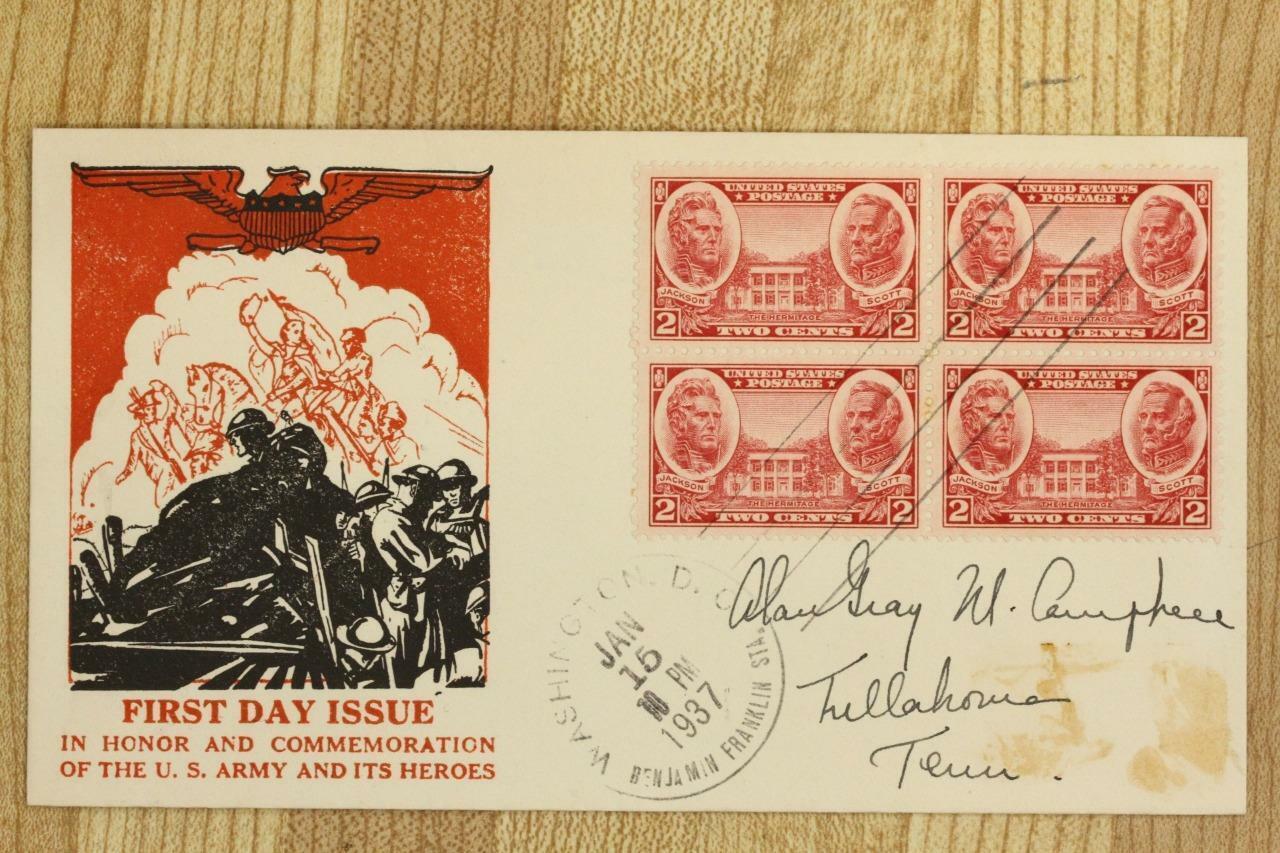 UNITED STATES
POSTAGE
JACKSON
SCOTT
THE HERMITAGE
2 TWO CENTS 2
UNITED STATES
POSTAGE
JACKSON
SCOTT
THE HERMITAGE
2 TWO CENTS 2
UNITED STATES
POSTAGE
JACKSON
SCOTT
THE HERMITAGE
2 TWO CENTS 2
UNITED STATES
POSTAGE
JACKSON
SCOTT
THE HERMITAGE
2 TWO CENTS 2
FIRST DAY ISSUE
IN HONOR AND COMMEMORATION
OF THE U. S. ARMY AND ITS HEROES
WASHINGTON, D. C.
JAN
15
10 PM
1937
BENJAMIN FRANKLIN STA.
Alan Gray M. Campbell
Tullahoma
Tenn.